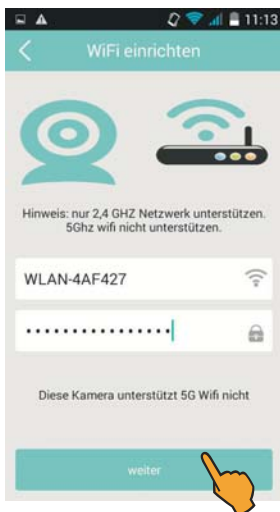 11:13
WiFi einrichten
Hinweis: nur 2,4 GHZ Netzwerk unterstützen.
5Ghz wifi nicht unterstützen.
WLAN-4AF427
••••••••••••••••
Diese Kamera unterstützt 5G Wifi nicht
weiter